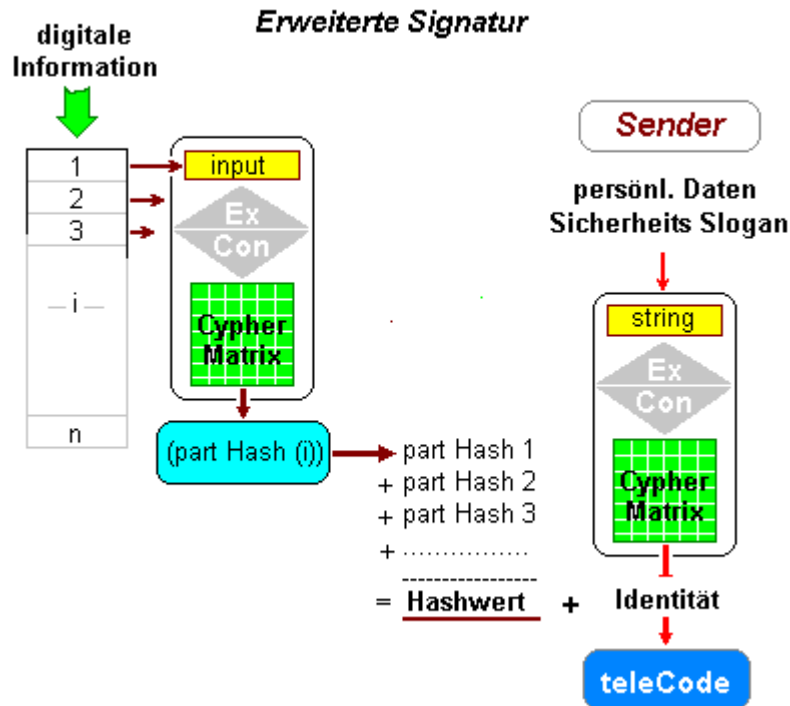 Erweiterte Signatur
digitale
Information
1
2
3
i
n
input
Ex
Con
Cypher
Matrix
(part Hash (i))
part Hash 1
+ part Hash 2
+ part Hash 3
+ ................
------------------
= Hashwert + Identität
Sender
persönl. Daten
Sicherheits Slogan
string
Ex
Con
Cypher
Matrix
teleCode